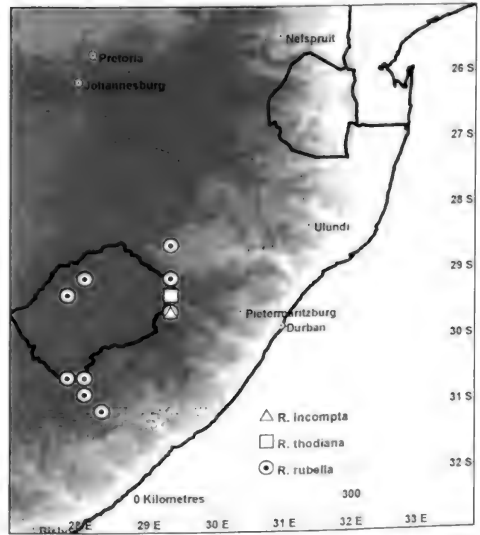 Nelspruit
Pretoria
Johannesburg
26 S
27 S
28 S
Ulundi
29 S
Pietermaritzburg
Durban
30 S
31 S
R. incompta
R. thodiana
R. rubella
32 S
0 Kilometres
300
28 E
29 E
30 E
31 E
32 E
33 E